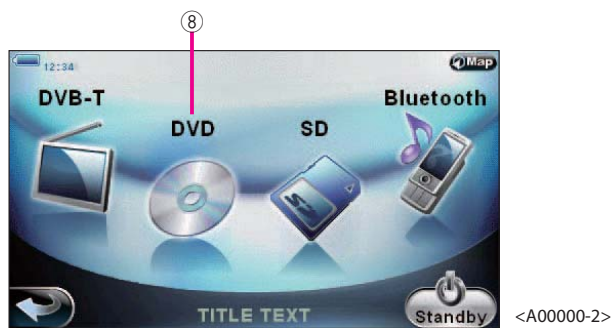 ⑧
12:34
Map
DVB-T
DVD
SD
Bluetooth
SD
TITLE TEXT
Standby
<A00000-2>